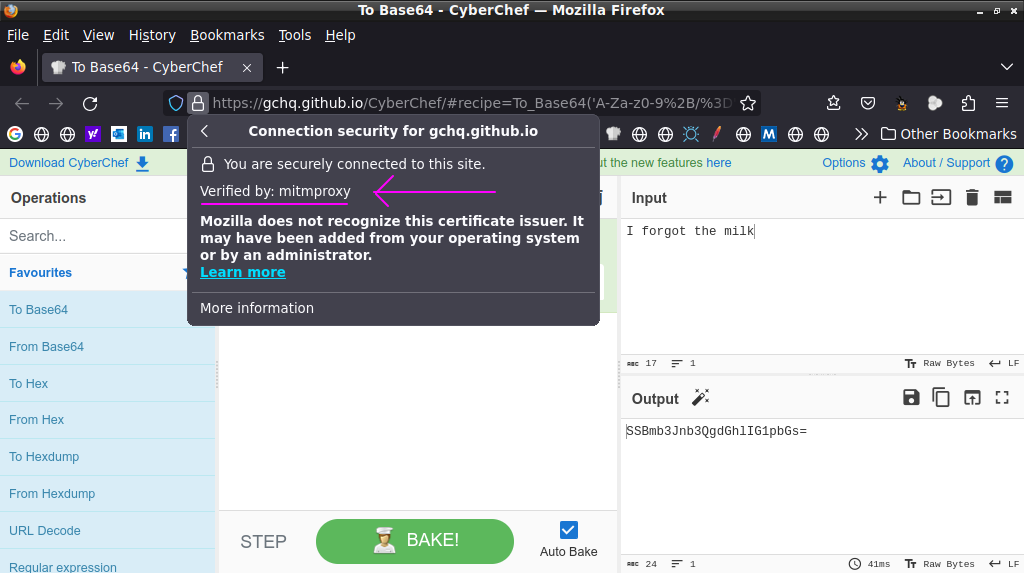 To Base64 - CyberChef — Mozilla Firefox
File Edit View History Bookmarks Tools Help
To Base64 - CyberChef
https://gchq.github.io/CyberChef/#recipe=To_Base64('A-Za-z0-9%2B/%3D
Other Bookmarks
Download CyberChef
ut the new features here
Options
About / Support
Connection security for gchq.github.io
You are securely connected to this site.
Verified by: mitmproxy
Mozilla does not recognize this certificate issuer. It
may have been added from your operating system
or by an administrator.
Learn more
More information
Operations
Search...
Favourites
To Base64
From Base64
To Hex
From Hex
To Hexdump
From Hexdump
URL Decode
Regular expression
STEP
BAKE!
Auto Bake
Input
I forgot the milk
ABC 17 1 Raw Bytes LF
Output
SSBmb3Jnb3QgdGhlIG1pbGs=
ABC 24 1 41ms Raw Bytes LF